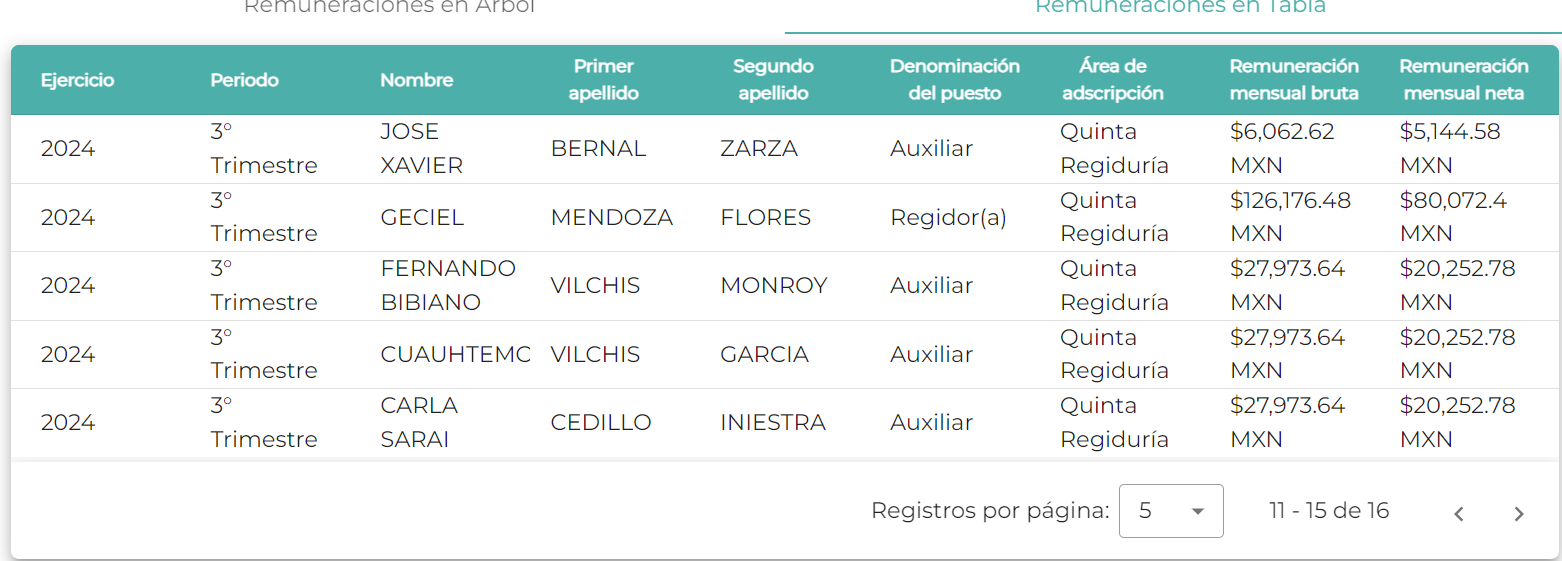 Remuneraciones en Árbol Remuneraciones en Tabla
Ejercicio Periodo Nombre Primer apellido Segundo apellido Denominación del puesto Área de adscripción Remuneración mensual bruta Remuneración mensual neta
2024 3° Trimestre JOSE XAVIER BERNAL ZARZA Auxiliar Quinta Regiduría $6,062.62 MXN $5,144.58 MXN
2024 3° Trimestre GECIEL MENDOZA FLORES Regidor(a) Quinta Regiduría $126,176.48 MXN $80,072.4 MXN
2024 3° Trimestre FERNANDO BIBIANO VILCHIS MONROY Auxiliar Quinta Regiduría $27,973.64 MXN $20,252.78 MXN
2024 3° Trimestre CUAUHTEMC VILCHIS GARCIA Auxiliar Quinta Regiduría $27,973.64 MXN $20,252.78 MXN
2024 3° Trimestre CARLA SARAI CEDILLO INIESTRA Auxiliar Quinta Regiduría $27,973.64 MXN $20,252.78 MXN
Registros por página: 5 11 - 15 de 16